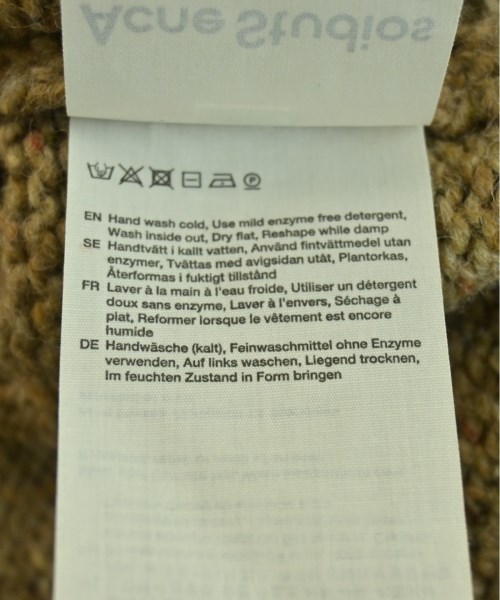 Acne Studios
P
EN Hand wash cold, Use mild enzyme free detergent,
Wash inside out, Dry flat, Reshape while damp
SE Handtvätt i kallt vatten, Använd fintvättmedel utan
enzymer, Tvättas med avigsidan utåt, Plantorkas,
Återformas i fuktigt tillstånd
FR Laver à la main à l'eau froide, Utiliser un détergent
doux sans enzyme, Laver à l'envers, Séchage à
plat, Reformer lorsque le vêtement est encore
humide
DE Handwäsche (kalt), Feinwaschmittel ohne Enzyme
verwenden, Auf links waschen, Liegend trocknen,
Im feuchten Zustand in Form bringen